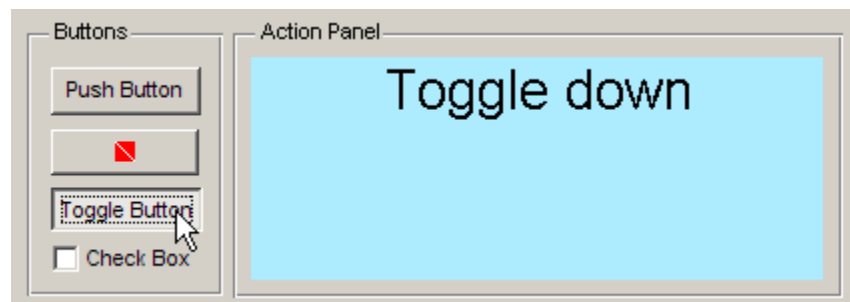 Buttons
Push Button
Toggle Button
Check Box
Action Panel
Toggle down